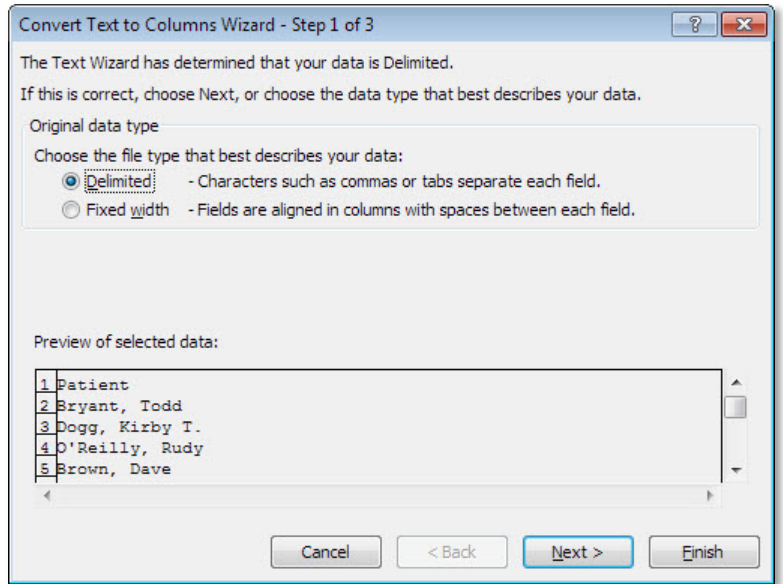 Convert Text to Columns Wizard - Step 1 of 3
The Text Wizard has determined that your data is Delimited.
If this is correct, choose Next, or choose the data type that best describes your data.
Original data type
Choose the file type that best describes your data:
Delimited - Characters such as commas or tabs separate each field.
Fixed width - Fields are aligned in columns with spaces between each field.
Preview of selected data:
1 Patient
2 Bryant, Todd
3 Dogg, Kirby T.
4 O'Reilly, Rudy
5 Brown, Dave
Cancel < Back Next > Finish